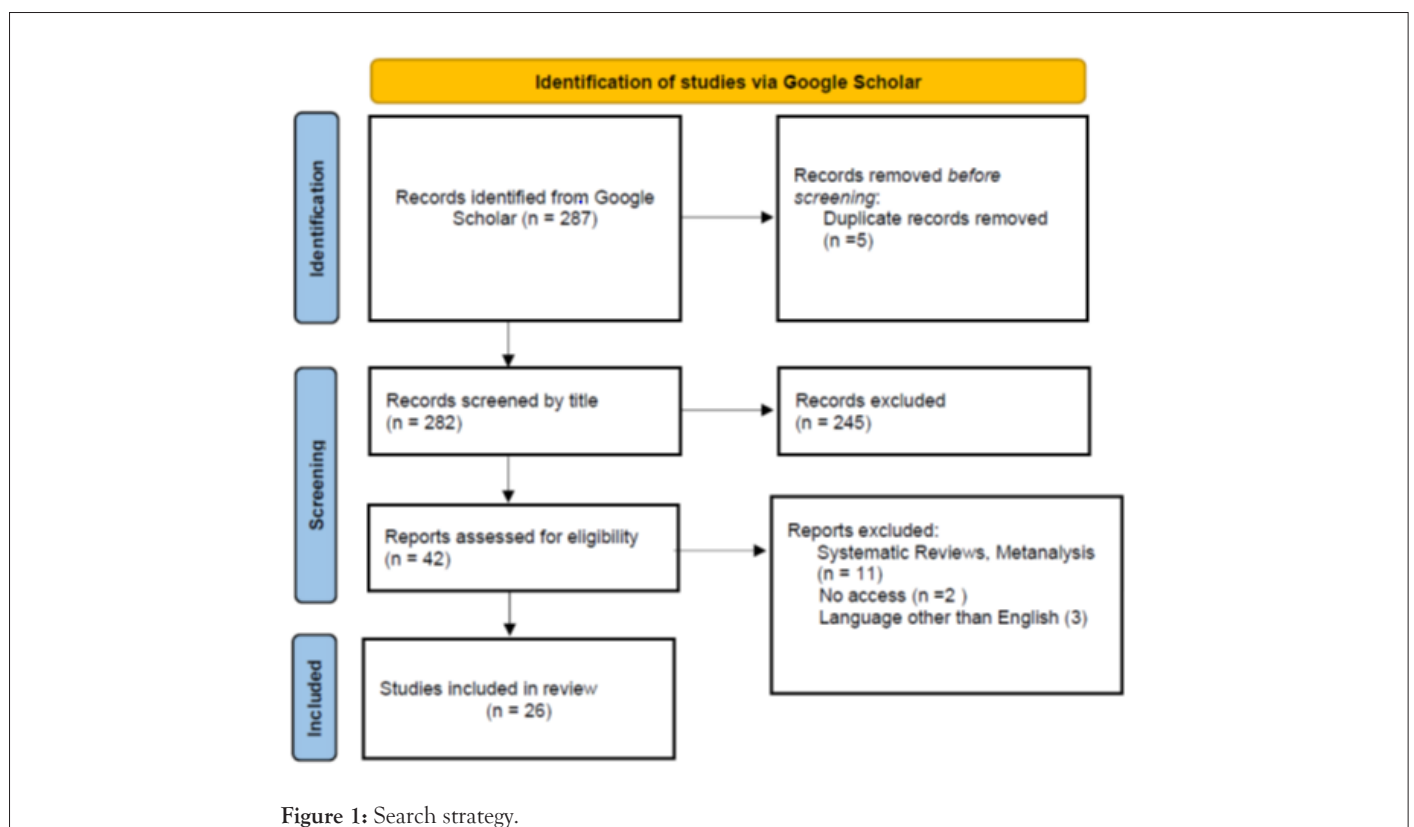 Identification of studies via Google Scholar
Identification
Records identified from Google
Scholar (n = 287)
Records removed before
screening:
Duplicate records removed
(n =5)
Screening
Records screened by title
(n = 282)
Records excluded
(n = 245)
Reports assessed for eligibility
(n = 42)
Reports excluded:
Systematic Reviews, Metanalysis
(n = 11)
No access (n =2 )
Language other than English (3)
Included
Studies included in review
(n = 26)
Figure 1: Search strategy.